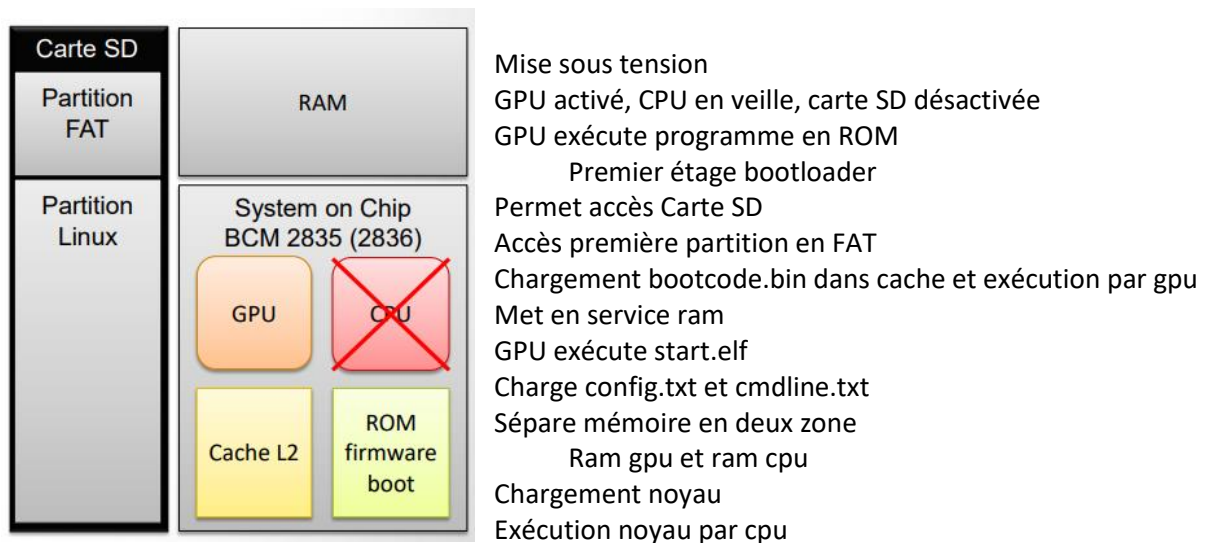 Carte SD
Partition
FAT
Partition
Linux
RAM
System on Chip
BCM 2835 (2836)
GPU
CPU
Cache L2
ROM
firmware
boot
Mise sous tension
GPU activé, CPU en veille, carte SD désactivée
GPU exécute programme en ROM
Premier étage bootloader
Permet accès Carte SD
Accès première partition en FAT
Chargement bootcode.bin dans cache et exécution par gpu
Met en service ram
GPU exécute start.elf
Charge config.txt et cmdline.txt
Sépare mémoire en deux zone
Ram gpu et ram cpu
Chargement noyau
Exécution noyau par cpu